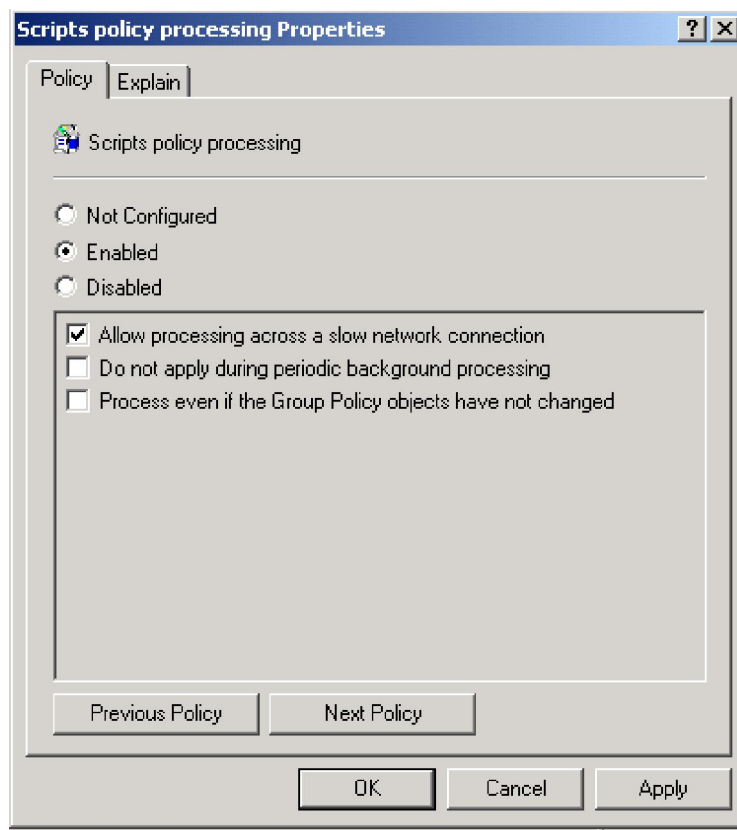 Scripts policy processing Properties
Policy Explain
Scripts policy processing
Not Configured
Enabled
Disabled
Allow processing across a slow network connection
Do not apply during periodic background processing
Process even if the Group Policy objects have not changed
Previous Policy Next Policy
OK Cancel Apply